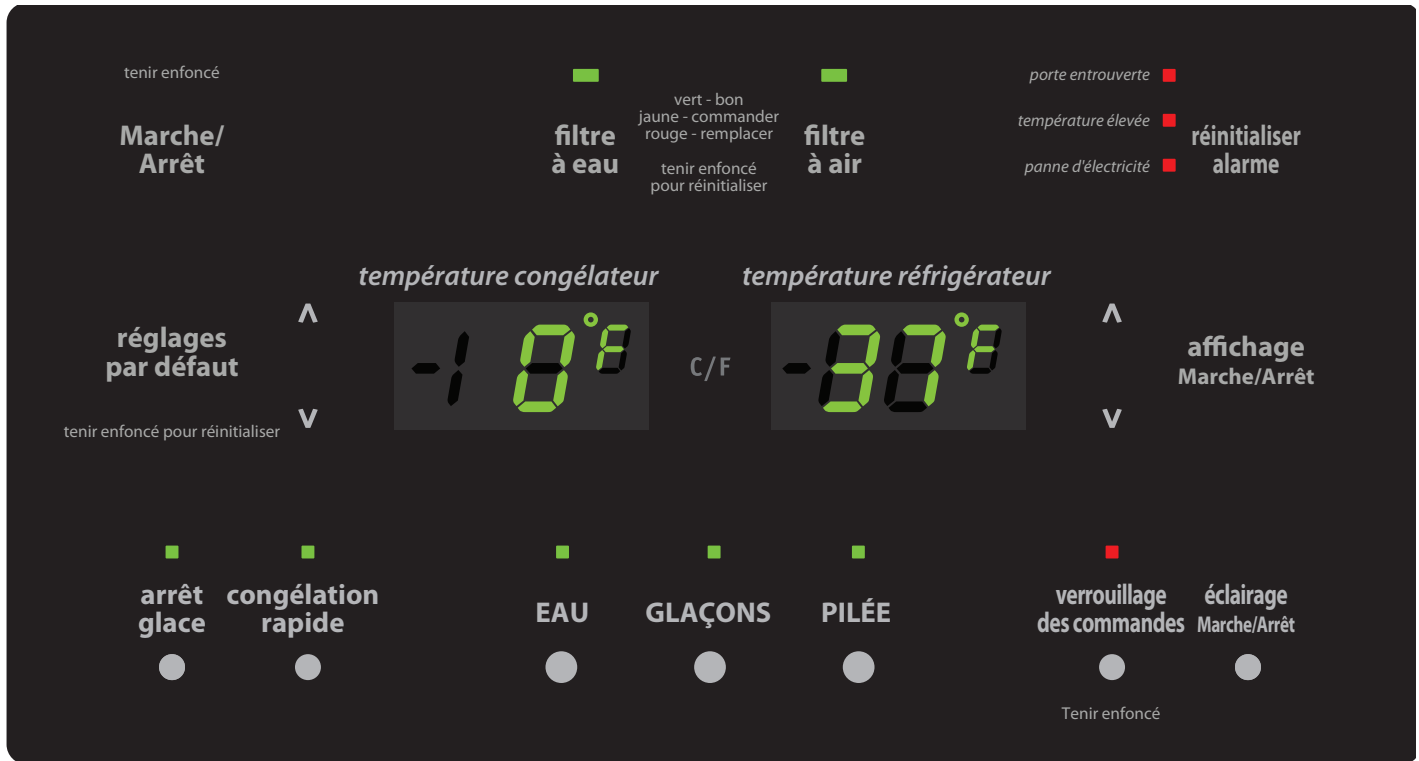 tenir enfoncé
Marche/
Arrêt
filtre
à eau
vert - bon
jaune - commander
rouge - remplacer
tenir enfoncé
pour réinitialiser
filtre
à air
porte entrouverte
température élevée
panne d'électricité
réinitialiser
alarme
réglages
par défaut
tenir enfoncé pour réinitialiser
température congélateur
0°F
C/F
température réfrigérateur
37°F
affichage
Marche/Arrêt
arrêt
glace
congélation
rapide
EAU
GLAÇONS
PILÉE
verrouillage
des commandes
Tenir enfoncé
éclairage
Marche/Arrêt